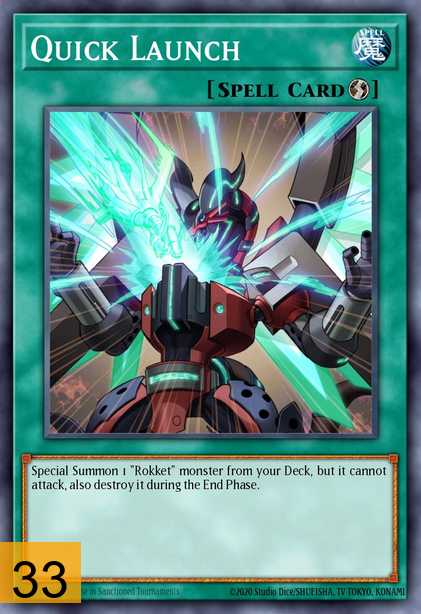 Quick Launch
SPELL
魔
[Spell Card]
Special Summon 1 "Rokket" monster from your Deck, but it cannot
attack, also destroy it during the End Phase.
33
in Sanctioned Tournaments
©2020 Studio Dice/SHUEISHA, TV TOKYO, KONAMI